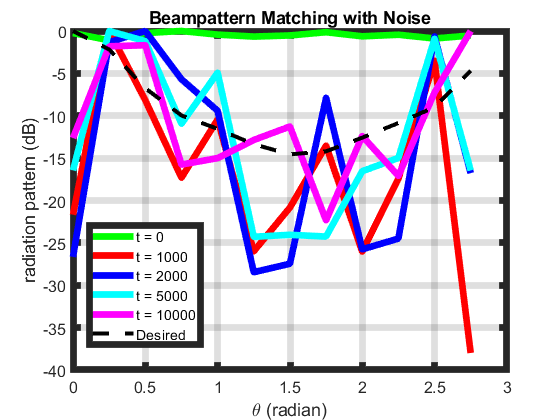 Beampattern Matching with Noise
radiation pattern (dB)
0
-5
-10
-15
-20
-25
-30
-35
-40
t = 0
t = 1000
t = 2000
t = 5000
t = 10000
Desired
0
0.5
1
1.5
2
2.5
3
θ (radian)